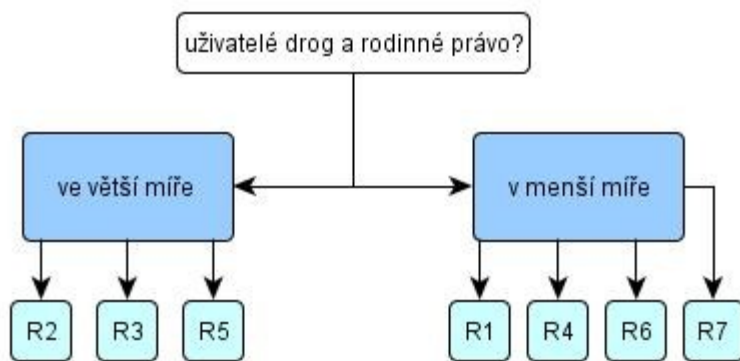 uživatelé drog a rodinné právo?
ve větší míře
v menší míře
R2 R3 R5 R1 R4 R6 R7